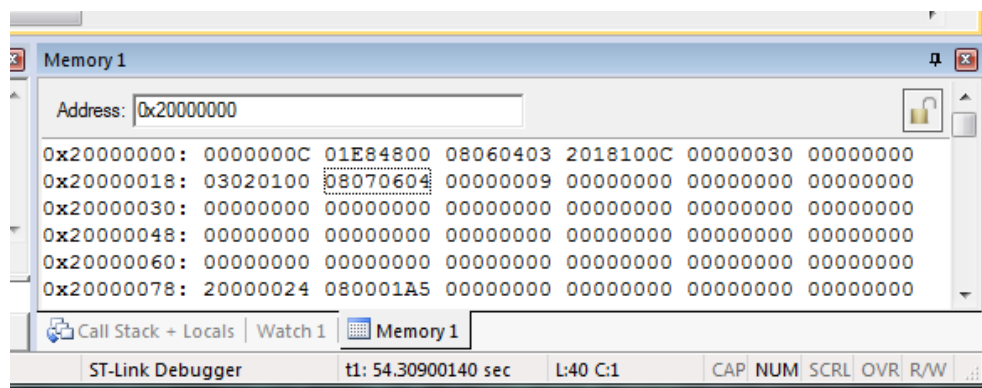 Memory 1
Address: 0x20000000
0x20000000: 0000000C 01E84800 08060403 2018100C 00000030 00000000
0x20000018: 03020100 08070604 00000009 00000000 00000000 00000000
0x20000030: 00000000 00000000 00000000 00000000 00000000 00000000
0x20000048: 00000000 00000000 00000000 00000000 00000000 00000000
0x20000060: 00000000 00000000 00000000 00000000 00000000 00000000
0x20000078: 20000024 080001A5 00000000 00000000 00000000 00000000
Call Stack + Locals Watch 1 Memory 1
ST-Link Debugger t1: 54.30900140 sec L:40 C:1 CAP NUM SCRL OVR R/W